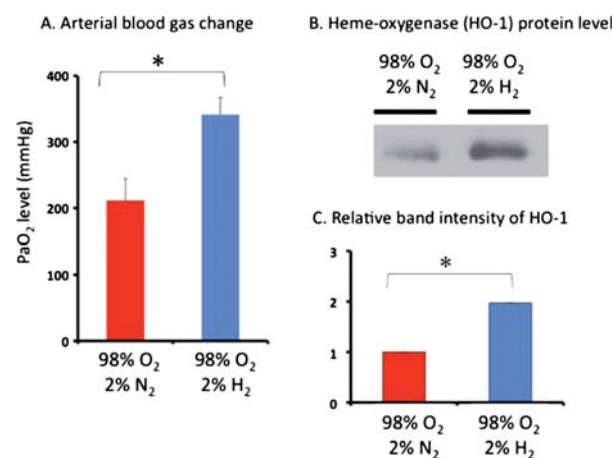 A. Arterial blood gas change
*
400
300
200
100
0
PaO₂ level (mmHg)
98% O₂
2% N₂
98% O₂
2% H₂
B. Heme-oxygenase (HO-1) protein level
98% O₂
2% N₂
98% O₂
2% H₂
C. Relative band intensity of HO-1
*
3
2
1
0
98% O₂
2% N₂
98% O₂
2% H₂